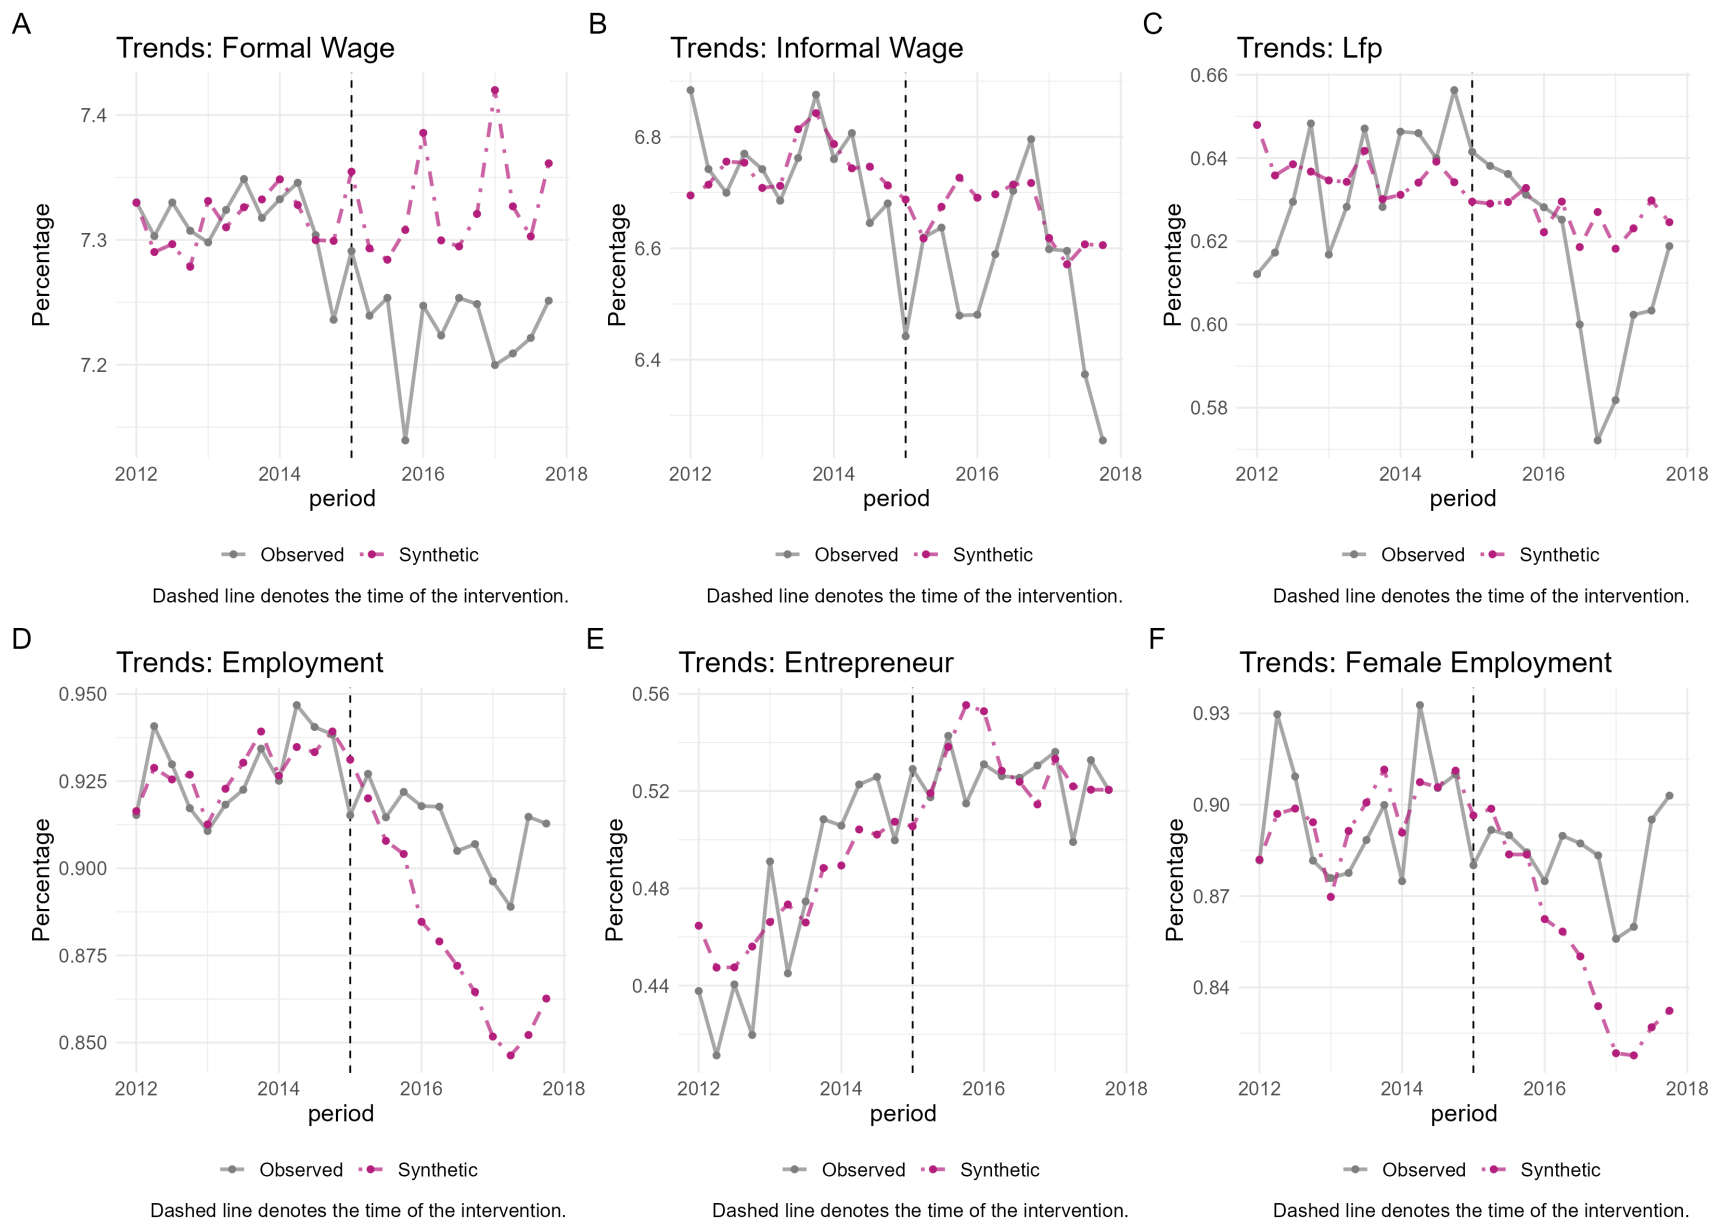 A
Trends: Formal Wage
Percentage
7.4
7.3
7.2
2012 2014 2016 2018
period
Observed Synthetic
Dashed line denotes the time of the intervention.
B
Trends: Informal Wage
Percentage
6.8
6.6
6.4
2012 2014 2016 2018
period
Observed Synthetic
Dashed line denotes the time of the intervention.
C
Trends: Lfp
Percentage
0.66
0.64
0.62
0.60
0.58
2012 2014 2016 2018
period
Observed Synthetic
Dashed line denotes the time of the intervention.
D
Trends: Employment
Percentage
0.950
0.925
0.900
0.875
0.850
2012 2014 2016 2018
period
Observed Synthetic
Dashed line denotes the time of the intervention.
E
Trends: Entrepreneur
Percentage
0.56
0.52
0.48
0.44
2012 2014 2016 2018
period
Observed Synthetic
Dashed line denotes the time of the intervention.
F
Trends: Female Employment
Percentage
0.93
0.90
0.87
0.84
2012 2014 2016 2018
period
Observed Synthetic
Dashed line denotes the time of the intervention.